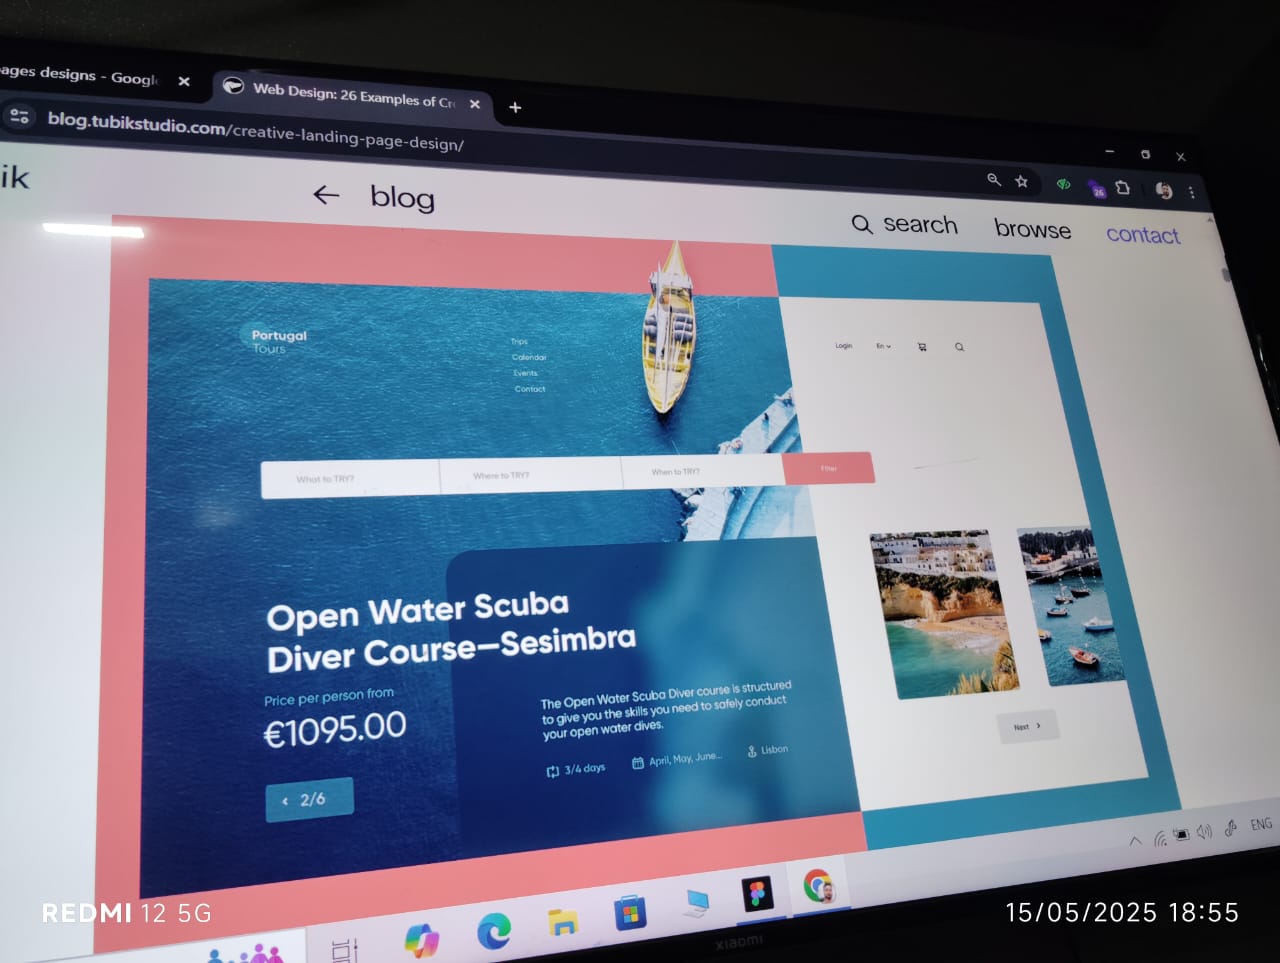 ages designs - Googl
Web Design: 26 Examples of Cr
blog.tubikstudio.com/creative-landing-page-design/
26
ik
blog
search
browse
contact
Portugal
Tours
Trips
Calendar
Events
Contact
Login
En
What to TRY?
Where to TRY?
When to TRY?
Filter
Open Water Scuba
Diver Course—Sesimbra
Price per person from
€1095.00
The Open Water Scuba Diver course is structured
to give you the skills you need to safely conduct
your open water dives.
3/4 days
April, May, June...
Lisbon
2/6
Next
ENG
xiaomi
REDMI 12 5G
15/05/2025 18:55